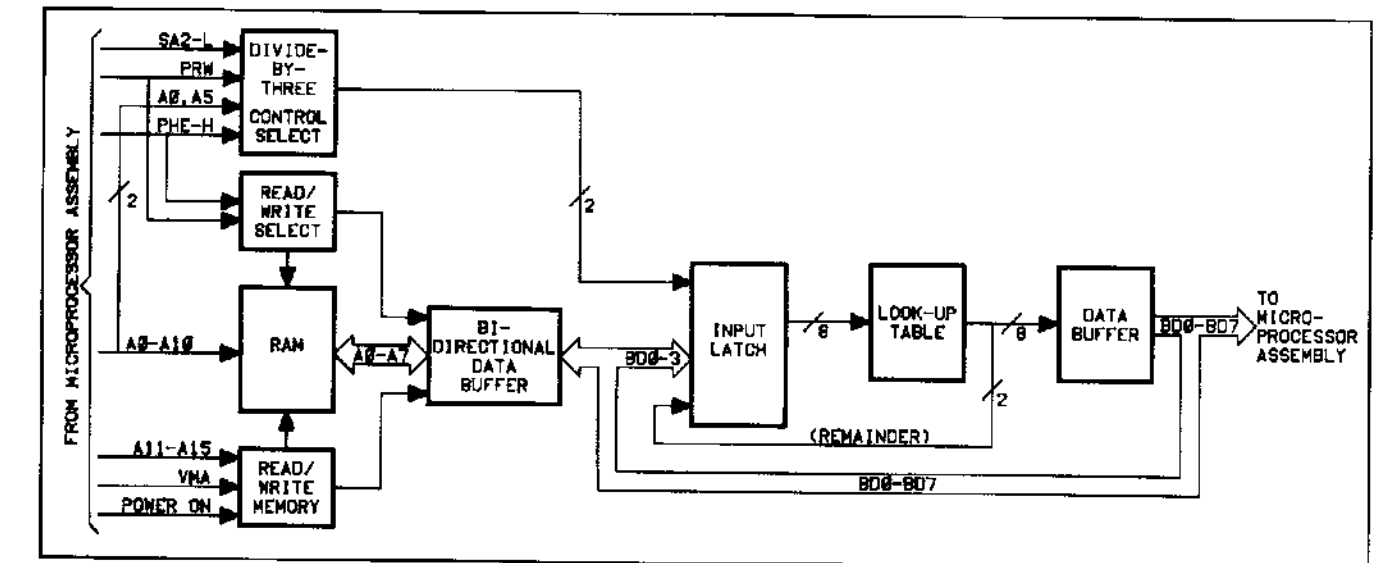 FROM MICROPROCESSOR ASSEMBLY
SA2-L
PRW
A0,A5
PHE-H
2
A0-A10
A11-A15
VMA
POWER ON
DIVIDE-
BY-
THREE
CONTROL
SELECT
READ/
WRITE
SELECT
RAM
READ/
WRITE
MEMORY
A0-A7
BI-
DIRECTIONAL
DATA
BUFFER
BD0-3
2
INPUT
LATCH
8
LOOK-UP
TABLE
8
2
(REMAINDER)
DATA
BUFFER
BD0-BD7
BD0-BD7
TO
MICRO-
PROCESSOR
ASSEMBLY